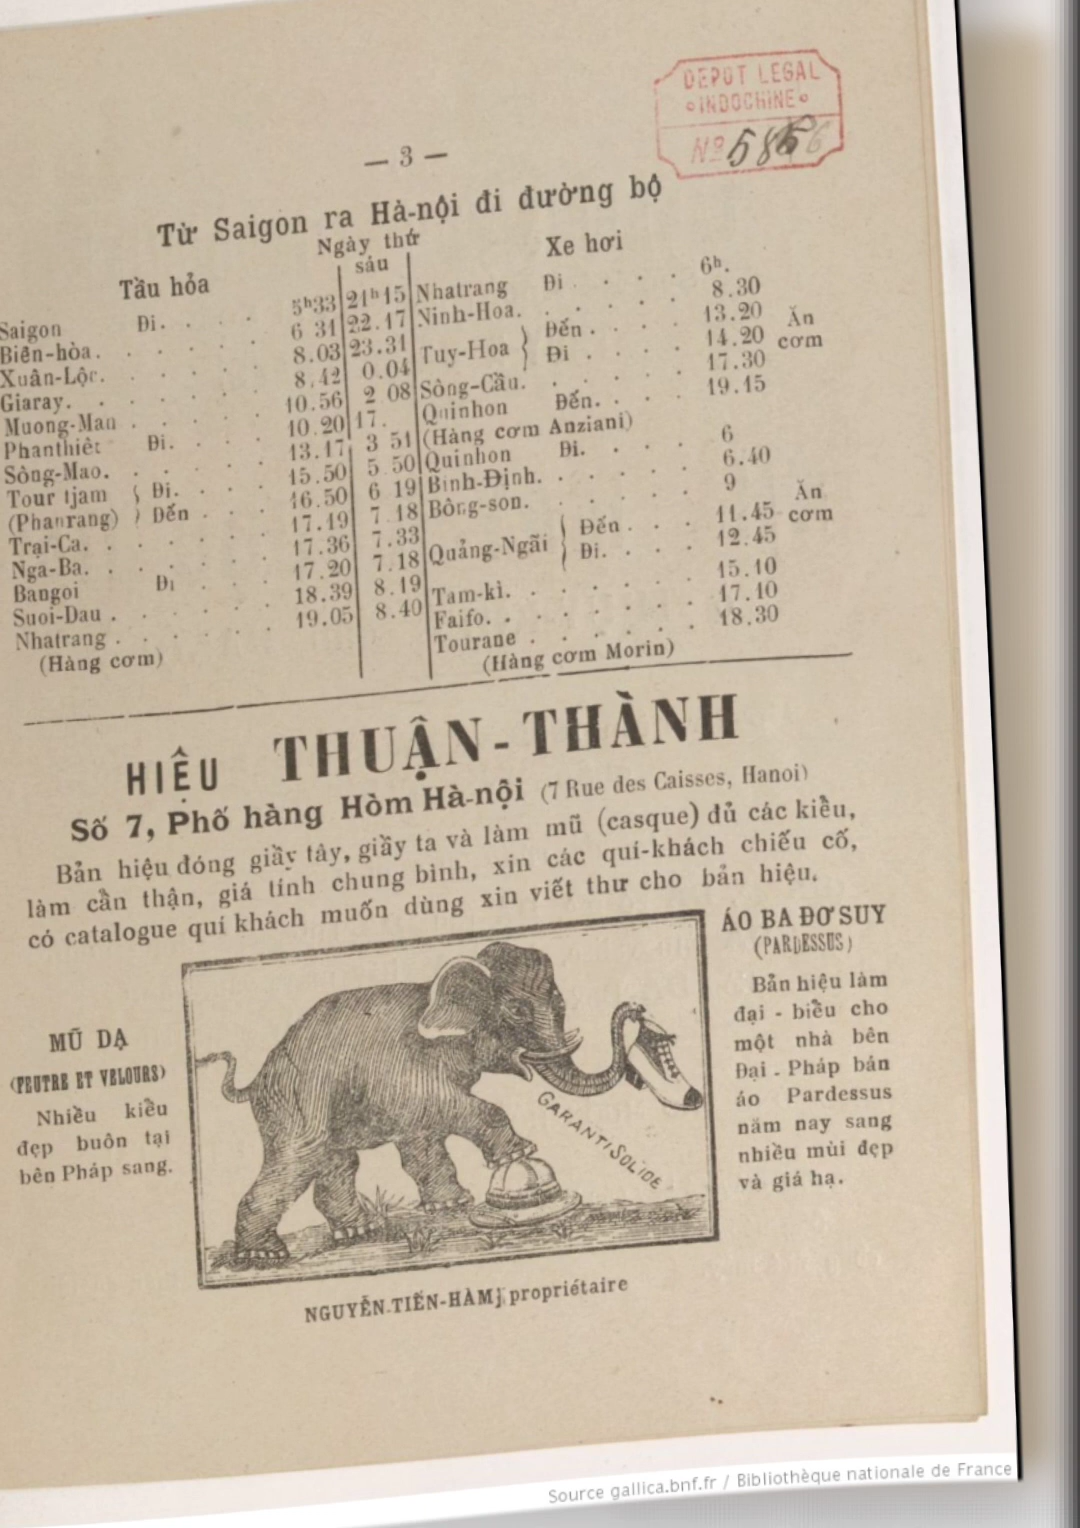 DEPOT LEGAL
INDOCHINE
Nº 5856
— 3 —
Từ Saigon ra Hà-nội đi đường bộ
Tầu hỏa
Ngày thứ
sáu
Saigon Đi. 5ʰ33 21ʰ15
Biên-hòa. 6 31 22.17
Xuân-Lộc. 8.03 23.31
Giaray. 8.42 0.04
Muong-Man 10.56 2 08
Phanthiêt Đi. 10.20 17.
Sòng-Mao. 13.17 3 51
Tour tjam Đi. 15.50 5 50
(Phanrang) Đến 16.50 6 19
Trại-Ca. 17.19 7.18
Nga-Ba. 17.36 7.33
Bangoi Đi 17.20 7.18
Suoi-Dau 18.39 8.19
Nhatrang 19.05 8.40
(Hàng cơm)
Xe hơi
Nhatrang Đi 6ʰ.
Ninh-Hoa. 8.30
Tuy-Hoa Đến. 13.20 Ăn
Đi 14.20 cơm
Sông-Cầu. 17.30
Quinhon Đến. 19.15
(Hàng cơm Anziani)
Quinhon Đi. 6
Binh-Định. 6.40
Bông-son. 9
Quảng-Ngãi Đến 11.45 Ăn
Đi. 12.45 cơm
Tam-kì. 15.10
Faifo. 17.10
Tourane 18.30
(Hàng cơm Morin)
HIỆU THUẬN-THÀNH
Số 7, Phố hàng Hòm Hà-nội (7 Rue des Caisses, Hanoi)
Bản hiệu đóng giầy tây, giầy ta và làm mũ (casque) đủ các kiểu,
làm cần thận, giá tính chung bình, xin các quí-khách chiếu cố,
có catalogue quí khách muốn dùng xin viết thư cho bản hiệu.
MŨ DẠ
(FEUTRE ET VELOURS)
Nhiều kiểu
đẹp buôn tại
bên Pháp sang.
GARANTI SOLIDE
ÁO BA ĐƠ SUY
(PARDESSUS)
Bản hiệu làm
đại - biểu cho
một nhà bên
Đại - Pháp bán
áo Pardessus
năm nay sang
nhiều mùi đẹp
và giá hạ.
NGUYỄN-TIẾN-HÀM propriétaire
Source gallica.bnf.fr / Bibliothèque nationale de France